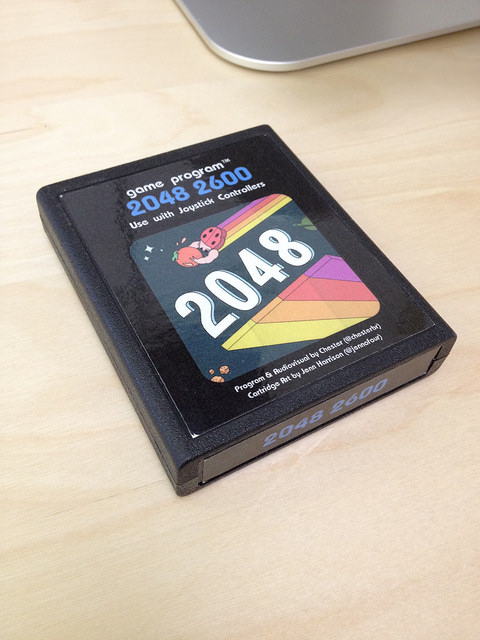 game program™
2048 2600
Use with Joystick Controllers
2048
Program & Audiovisual by Chester (@chesterbr)
Cartridge Art by Jenn Harrison (@jennofour)
2048 2600